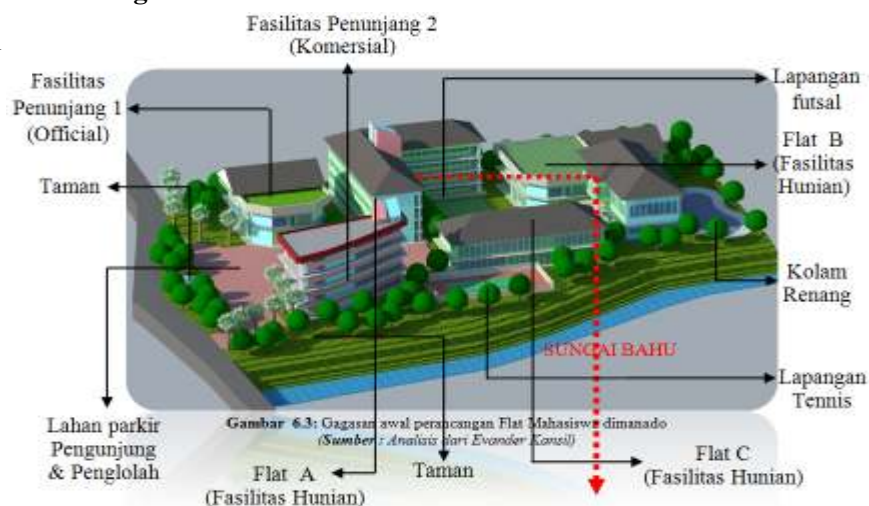 Fasilitas Penunjang 2
(Komersial)
Fasilitas
Penunjang 1
(Official)
Taman
Lapangan
futsal
Flat B
(Fasilitas
Hunian)
Kolam
Renang
SUNGAI BAHU
Lapangan
Tennis
Gambar 6.3: Gagasan awal perancangan Flat Mahasiswa dimanado
(Sumber : Analisis dari Evander Kansil)
Lahan parkir
Pengunjung
& Penglolah
Flat A
(Fasilitas Hunian)
Taman
Flat C
(Fasilitas Hunian)